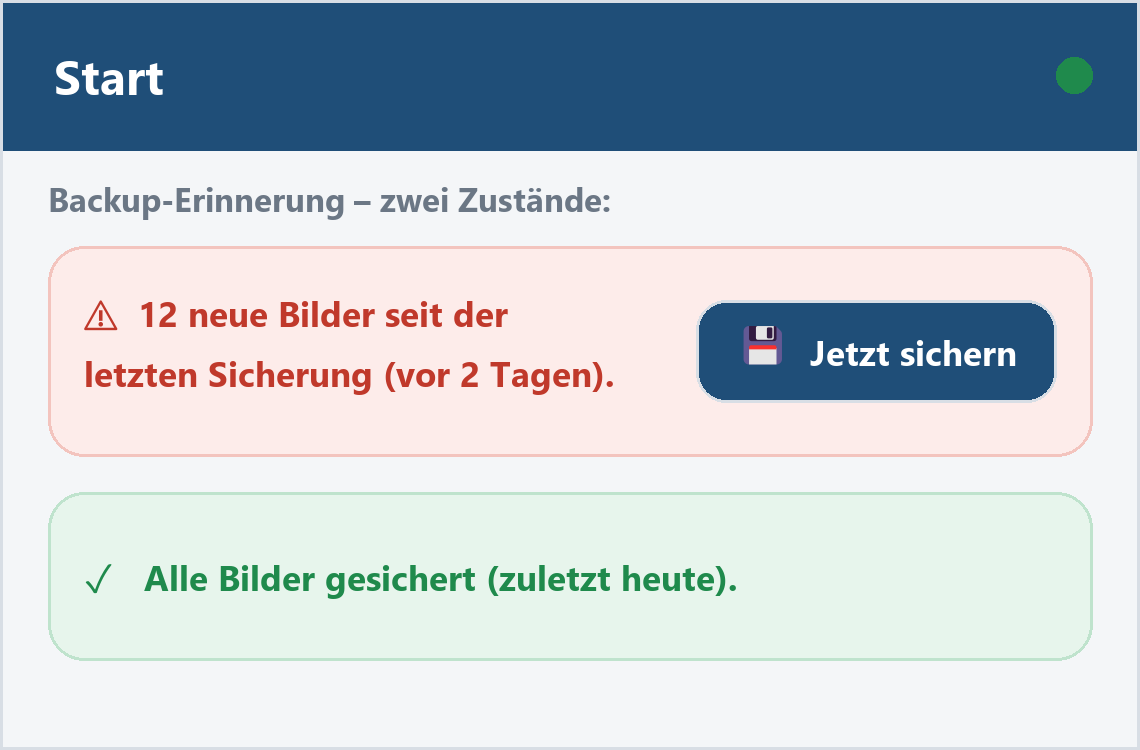 Start
Backup-Erinnerung – zwei Zustände:
⚠ 12 neue Bilder seit der
letzten Sicherung (vor 2 Tagen).
💾 Jetzt sichern
✓ Alle Bilder gesichert (zuletzt heute).